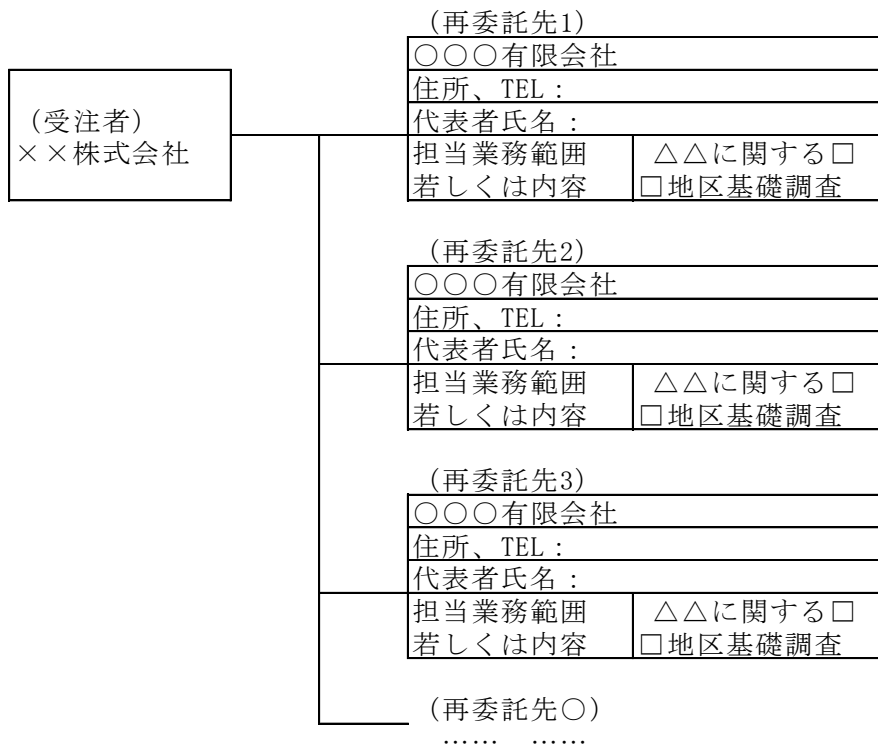 （再委託先1）
○○○有限会社
住所、TEL：
代表者氏名：
（受注者）
××株式会社
担当業務範囲
若しくは内容
△△に関する□
□地区基礎調査
（再委託先2）
○○○有限会社
住所、TEL：
代表者氏名：
担当業務範囲
若しくは内容
△△に関する□
□地区基礎調査
（再委託先3）
○○○有限会社
住所、TEL：
代表者氏名：
担当業務範囲
若しくは内容
△△に関する□
□地区基礎調査
（再委託先○）
…… ……